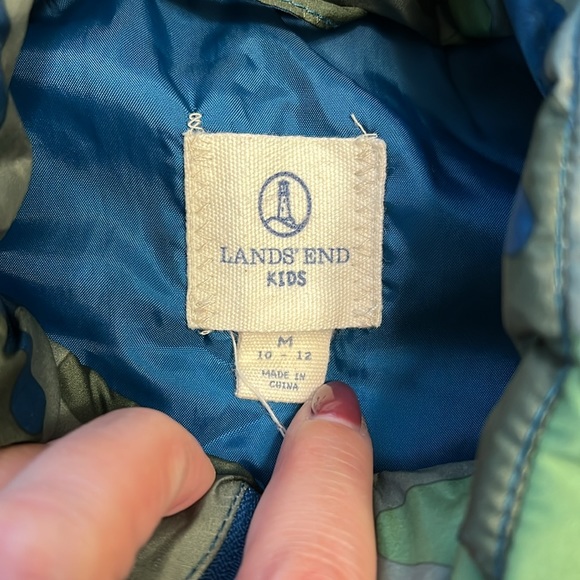 LANDS' END
KIDS
M
10 - 12
MADE IN
CHINA